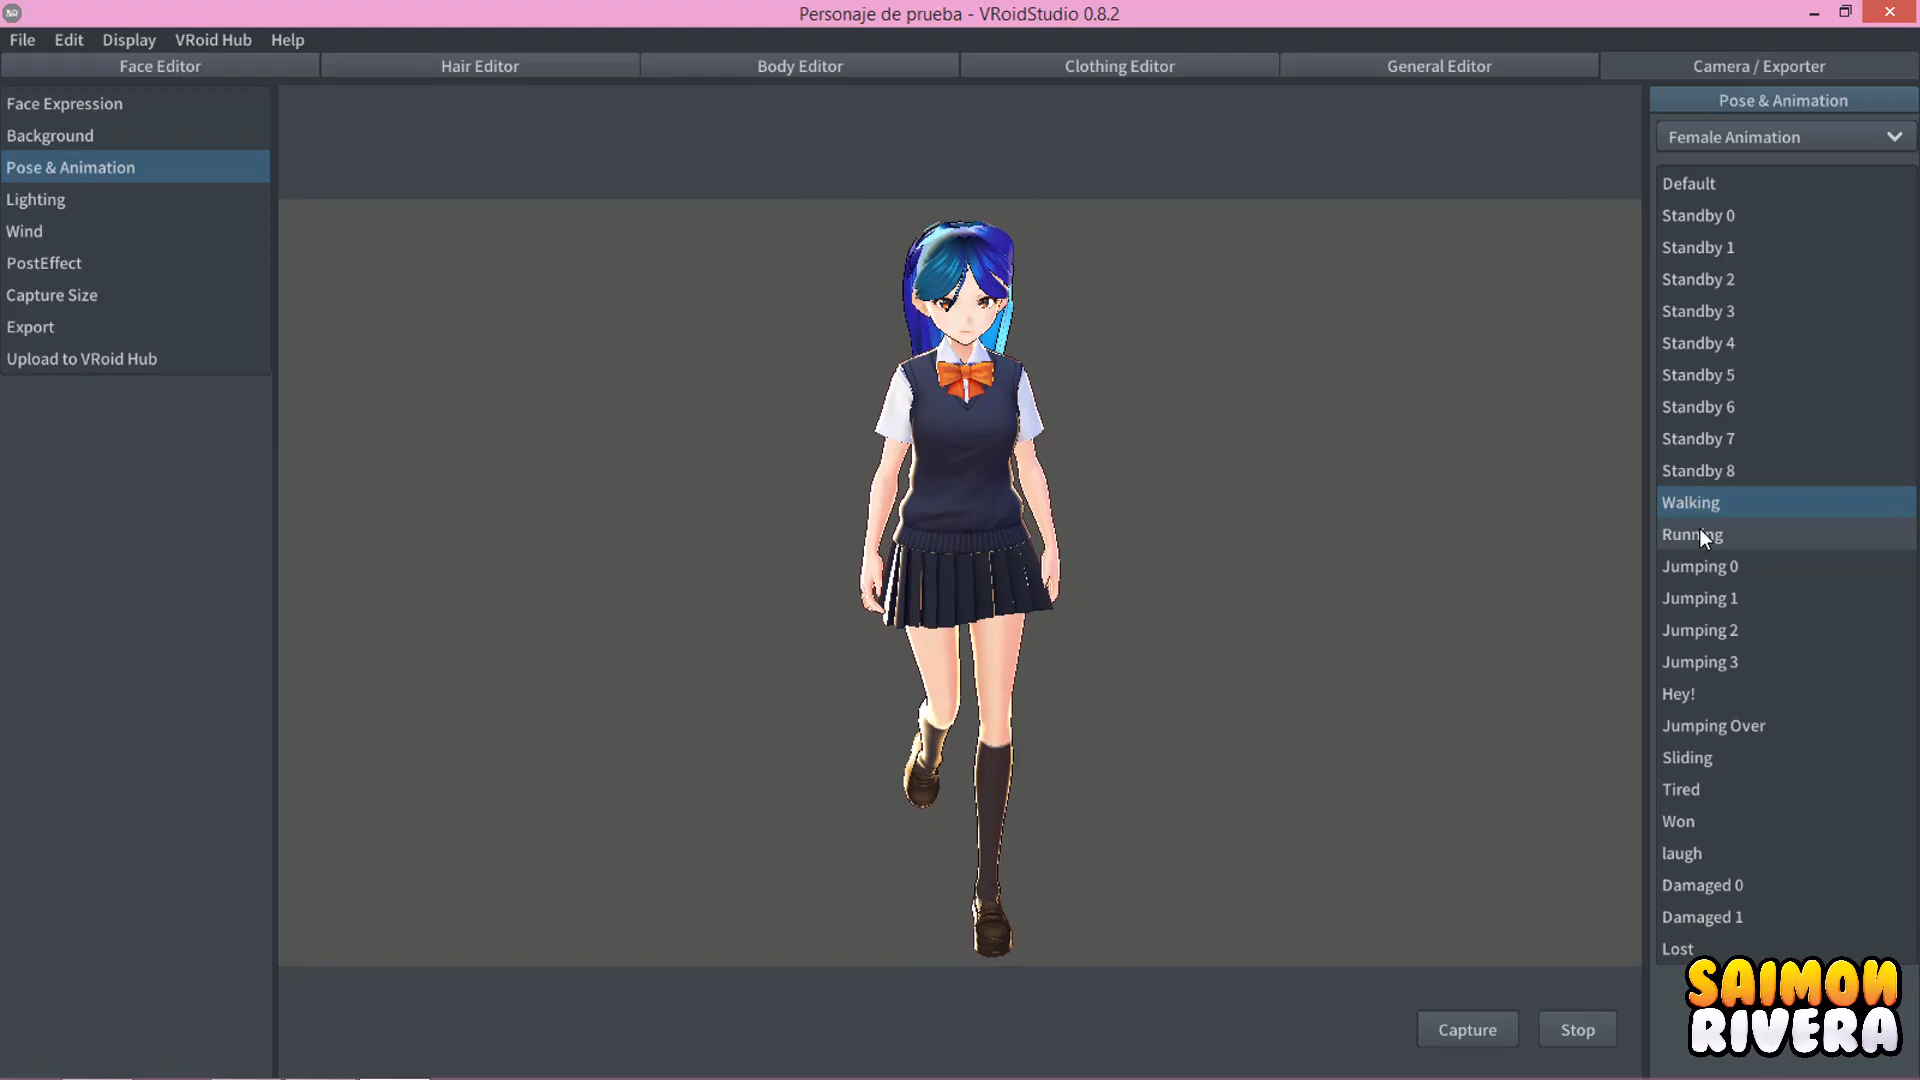 Personaje de prueba - VRoidStudio 0.8.2
File Edit Display VRoid Hub Help
Face Editor Hair Editor Body Editor Clothing Editor General Editor Camera / Exporter
Face Expression
Background
Pose & Animation
Lighting
Wind
PostEffect
Capture Size
Export
Upload to VRoid Hub
Pose & Animation
Female Animation
Default
Standby 0
Standby 1
Standby 2
Standby 3
Standby 4
Standby 5
Standby 6
Standby 7
Standby 8
Walking
Running
Jumping 0
Jumping 1
Jumping 2
Jumping 3
Hey!
Jumping Over
Sliding
Tired
Won
laugh
Damaged 0
Damaged 1
Lost
Capture Stop
SAIMON
RIVERA